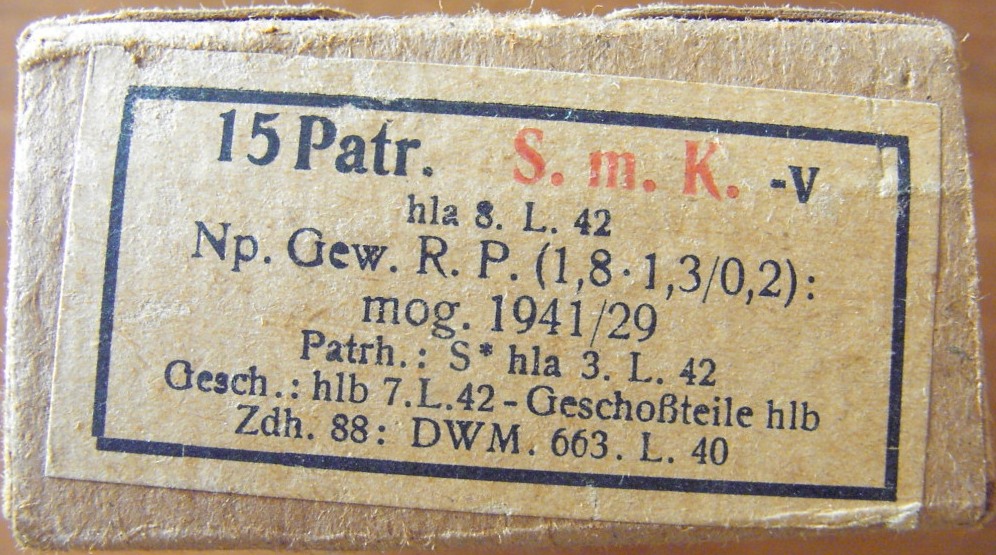 15 Patr. S. m. K. -v
hla 8. L. 42
Np. Gew. R. P. (1,8·1,3/0,2):
mog. 1941/29
Patrh.: S* hla 3. L. 42
Gesch.: hlb 7.L.42 - Geschoßteile hlb
Zdh. 88: DWM. 663. L. 40